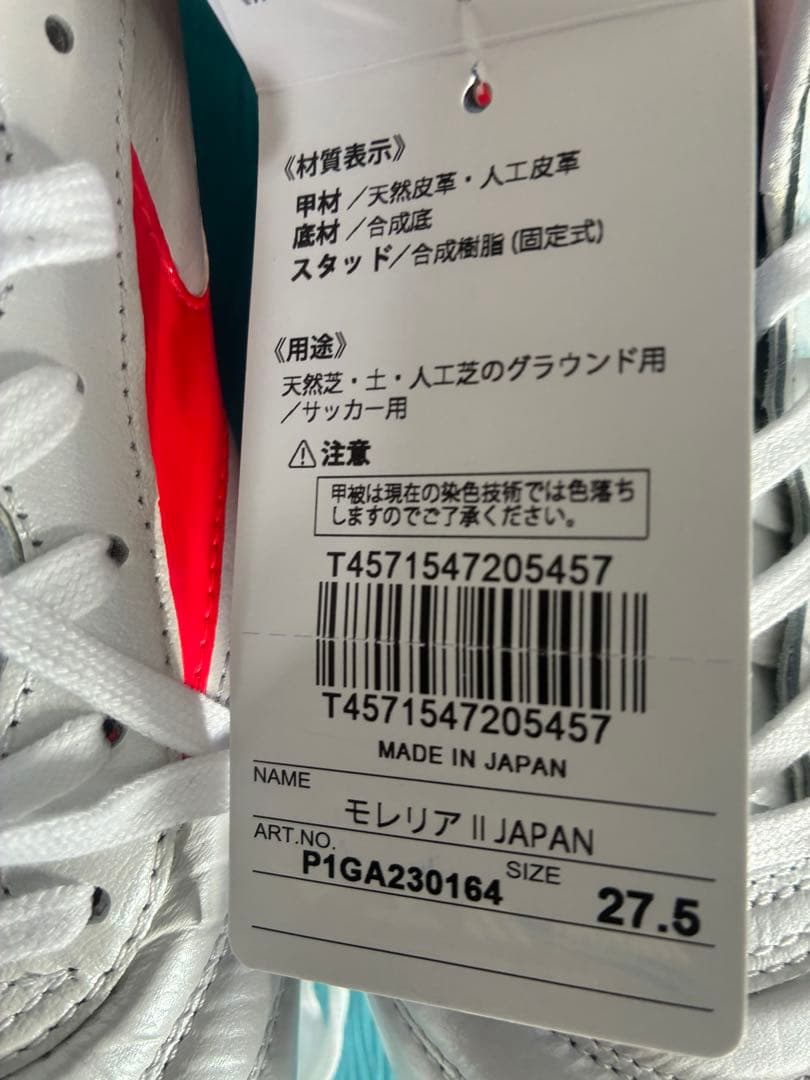 《材質表示》
甲材／天然皮革・人工皮革
底材／合成底
スタッド／合成樹脂(固定式)
《用途》
天然芝・土・人工芝のグラウンド用
／サッカー用
⚠注意
甲被は現在の染色技術では色落ち
しますのでご了承ください。
T4571547205457
T4571547205457
MADE IN JAPAN
NAME
モレリアⅡJAPAN
ART.NO.
P1GA230164
SIZE
27.5